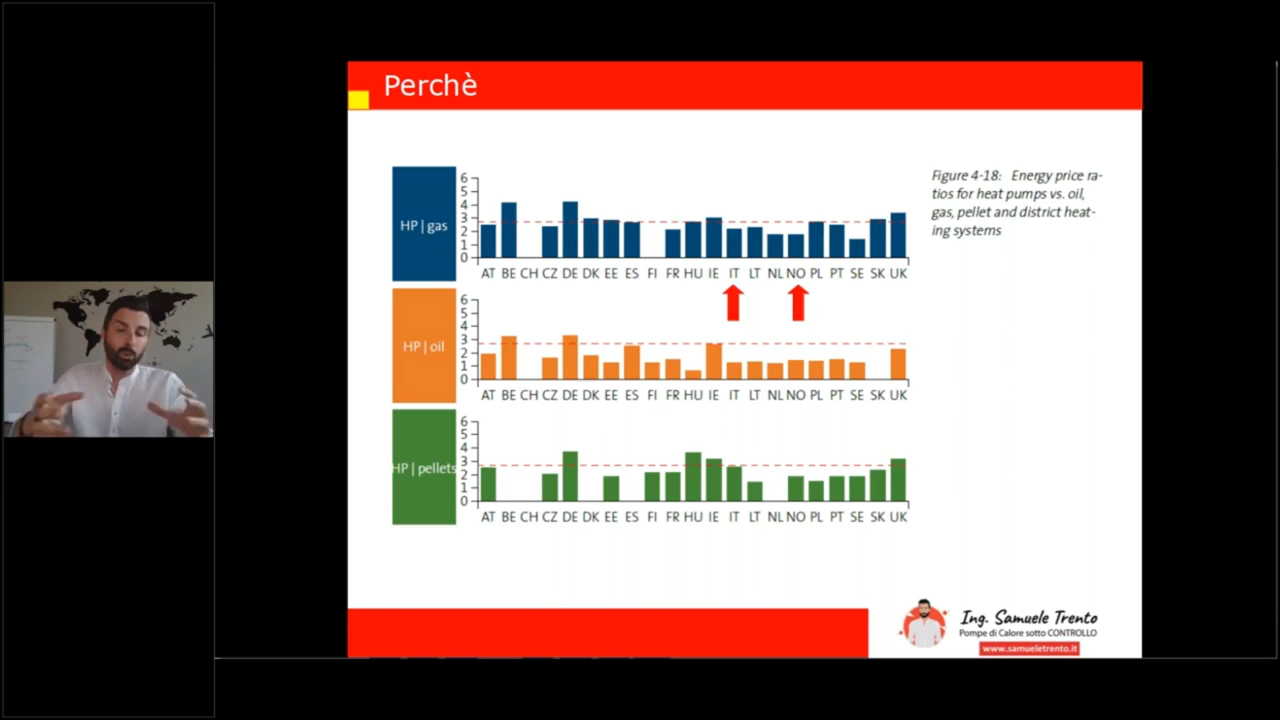 Perchè
Figure 4-18: Energy price ra-
tios for heat pumps vs. oil,
gas, pellet and district heat-
ing systems
HP | gas
6
5
4
3
2
1
0
AT BE CH CZ DE DK EE ES FI FR HU IE IT LT NL NO PL PT SE SK UK
HP | oil
6
5
4
3
2
1
0
AT BE CH CZ DE DK EE ES FI FR HU IE IT LT NL NO PL PT SE SK UK
HP | pellets
6
5
4
3
2
1
0
AT BE CH CZ DE DK EE ES FI FR HU IE IT LT NL NO PL PT SE SK UK
Ing. Samuele Trento
Pompe di Calore sotto CONTROLLO
www.samueletrento.it